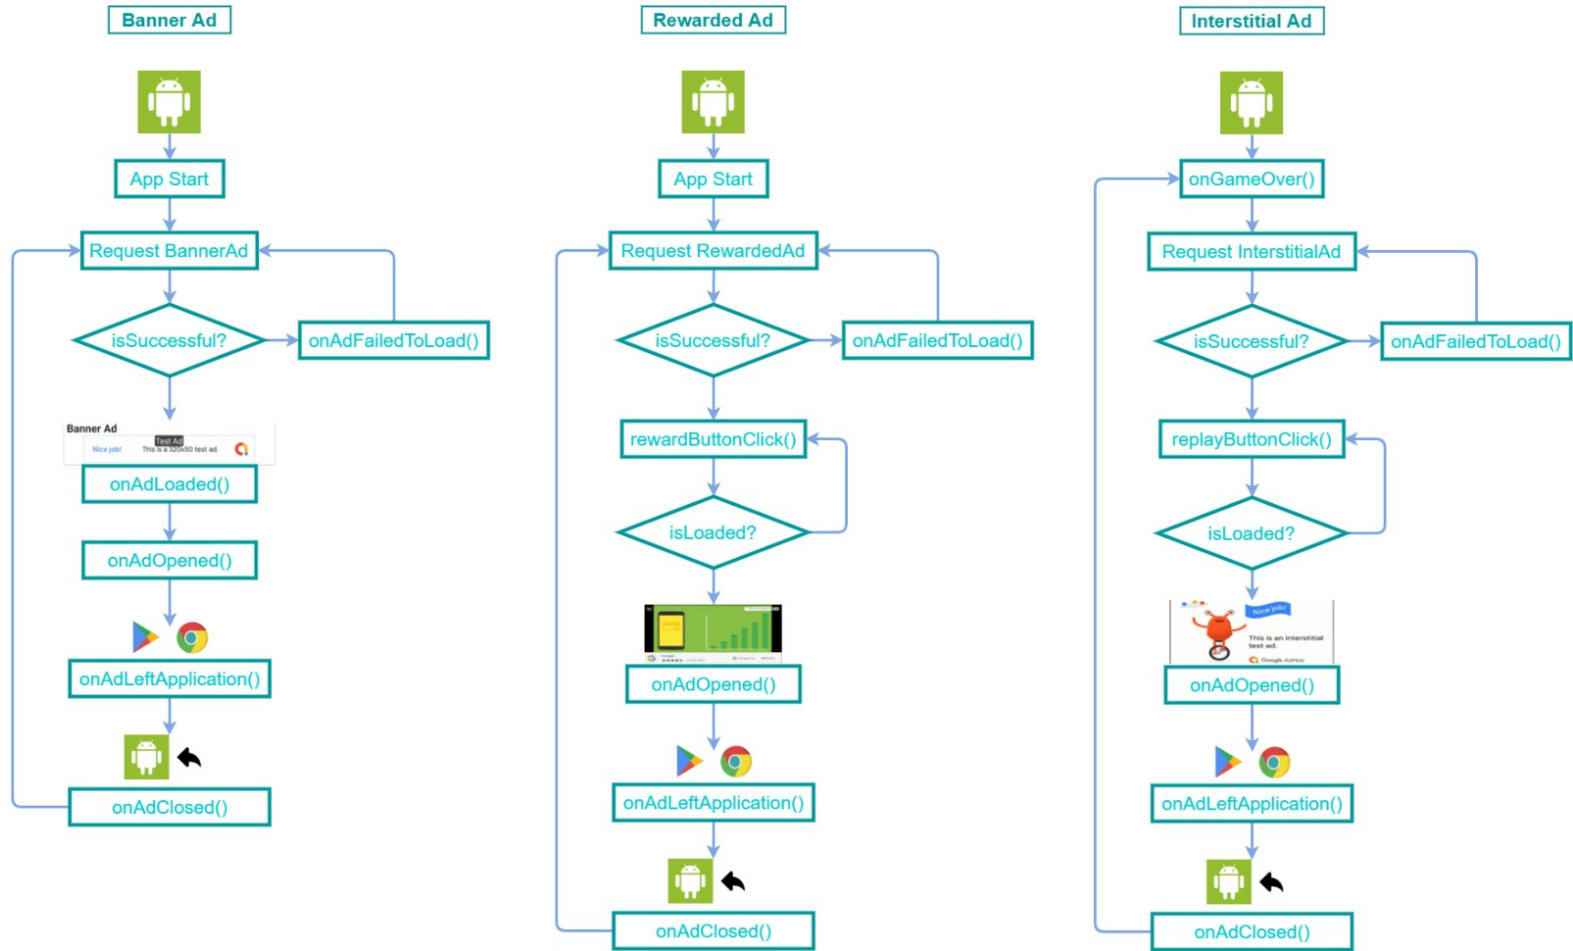 Banner Ad
App Start
Request BannerAd
isSuccessful?
onAdFailedToLoad()
Banner Ad
Test Ad
Nice job!
This is a 320x50 test ad.
onAdLoaded()
onAdOpened()
onAdLeftApplication()
onAdClosed()
Rewarded Ad
App Start
Request RewardedAd
isSuccessful?
onAdFailedToLoad()
rewardButtonClick()
isLoaded?
onAdOpened()
onAdLeftApplication()
onAdClosed()
Interstitial Ad
onGameOver()
Request InterstitialAd
isSuccessful?
onAdFailedToLoad()
replayButtonClick()
isLoaded?
Nice job!
This is an interstitial
test ad.
Google AdMob
onAdOpened()
onAdLeftApplication()
onAdClosed()